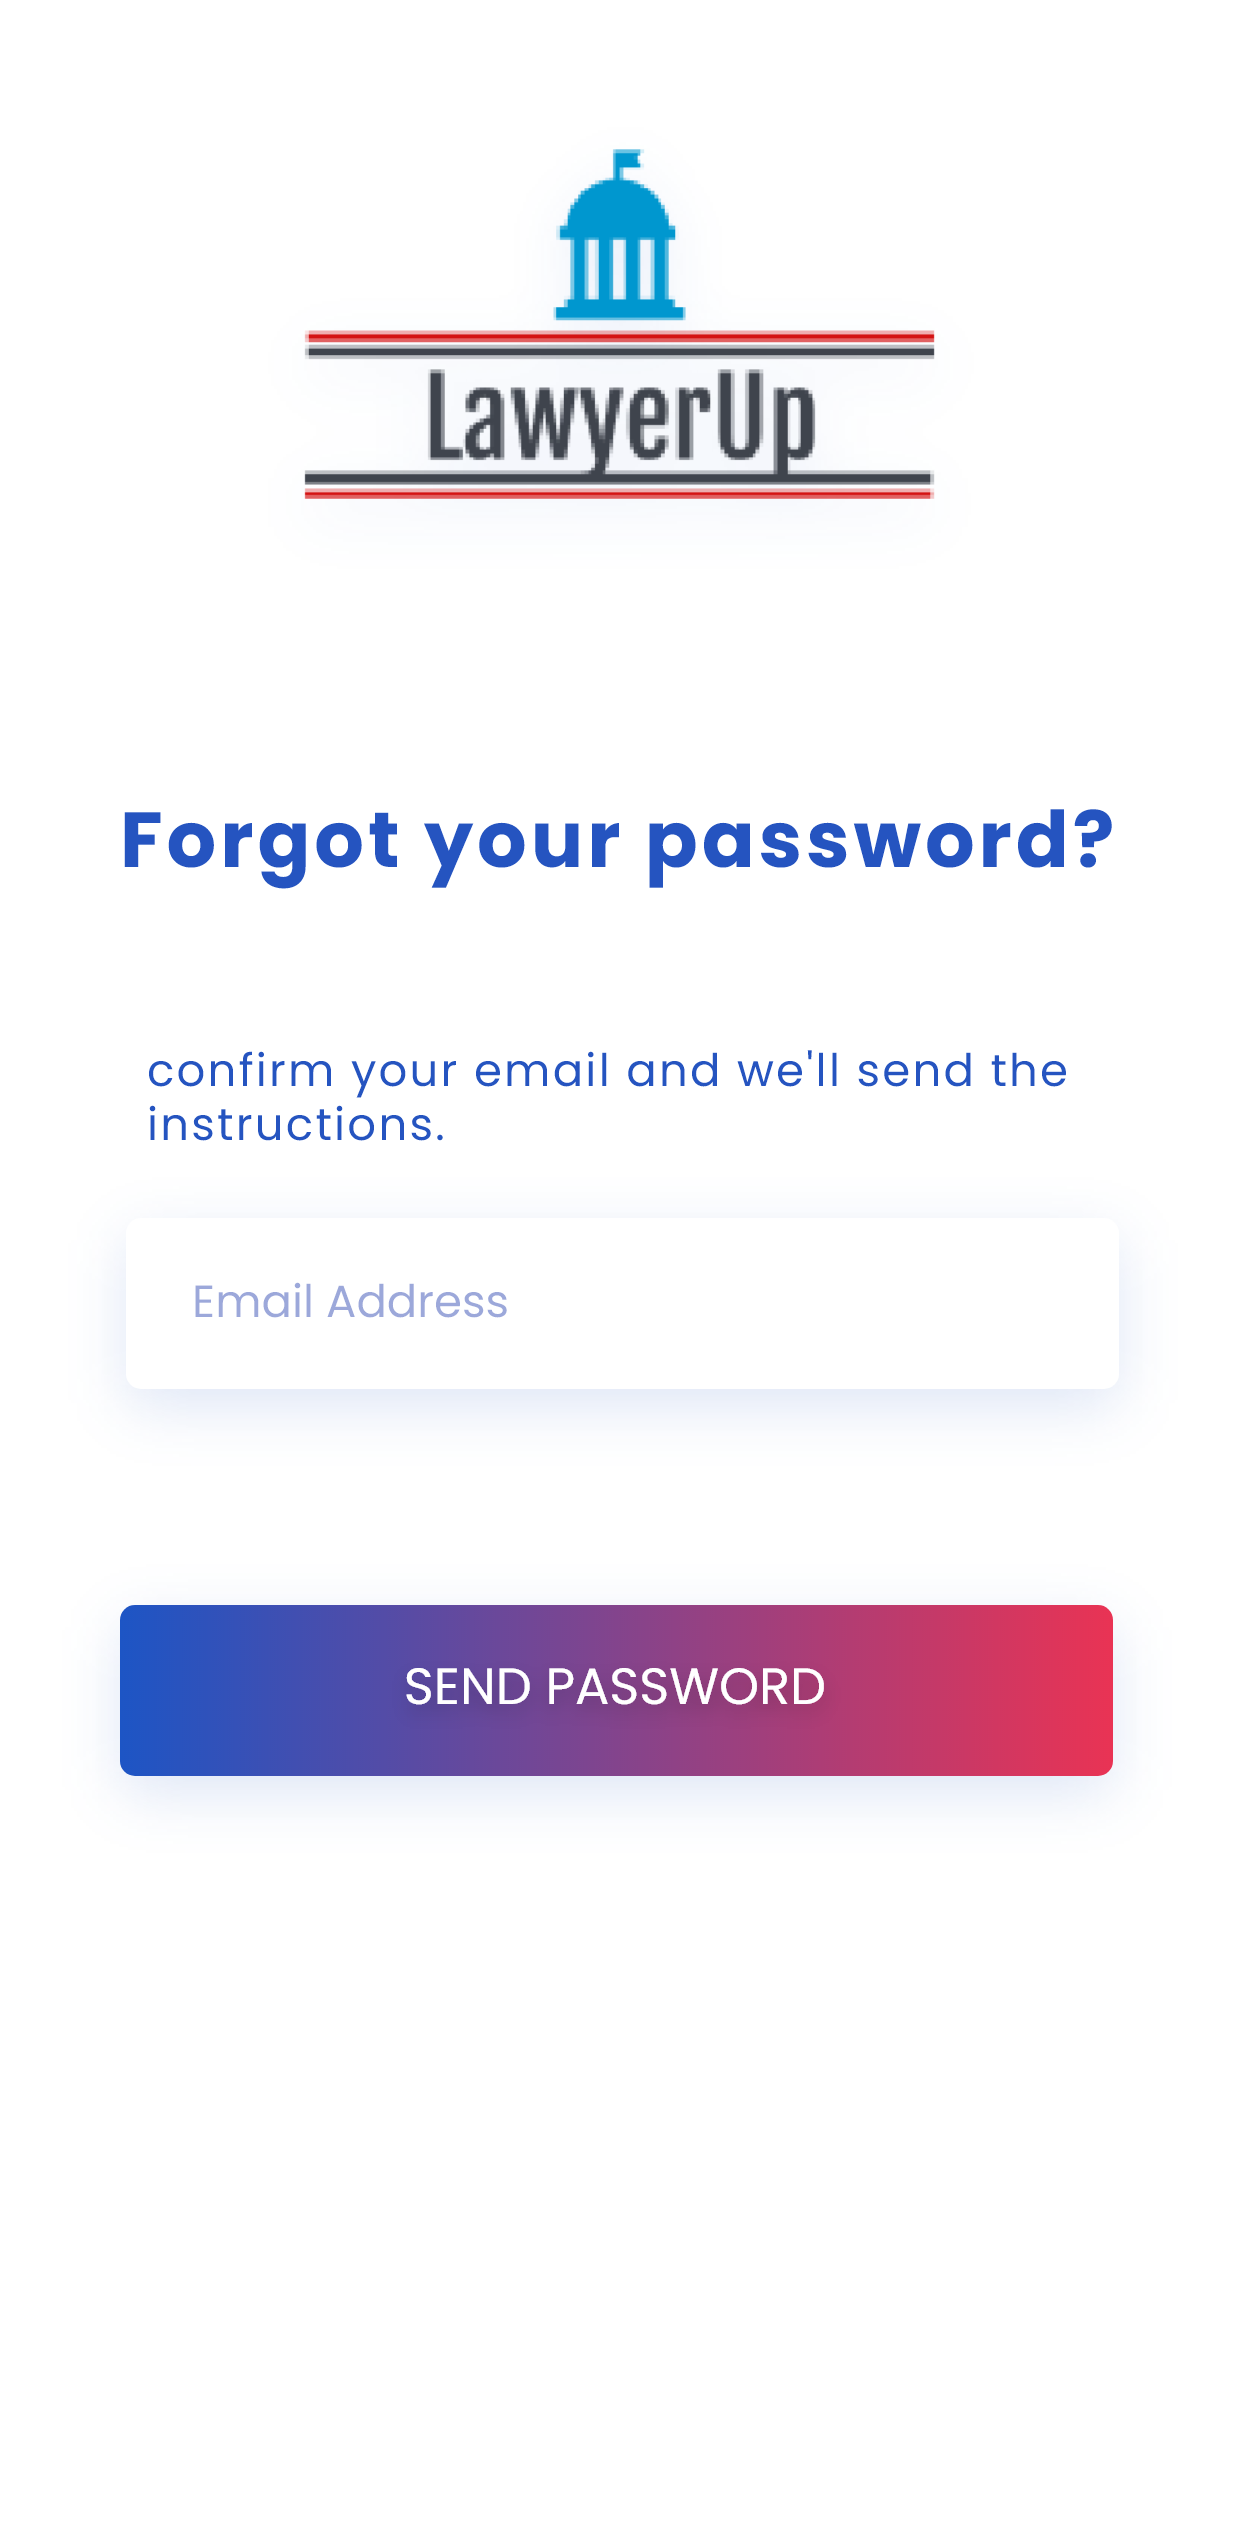 LawyerUp
Forgot your password?
confirm your email and we'll send the
instructions.
Email Address
SEND PASSWORD